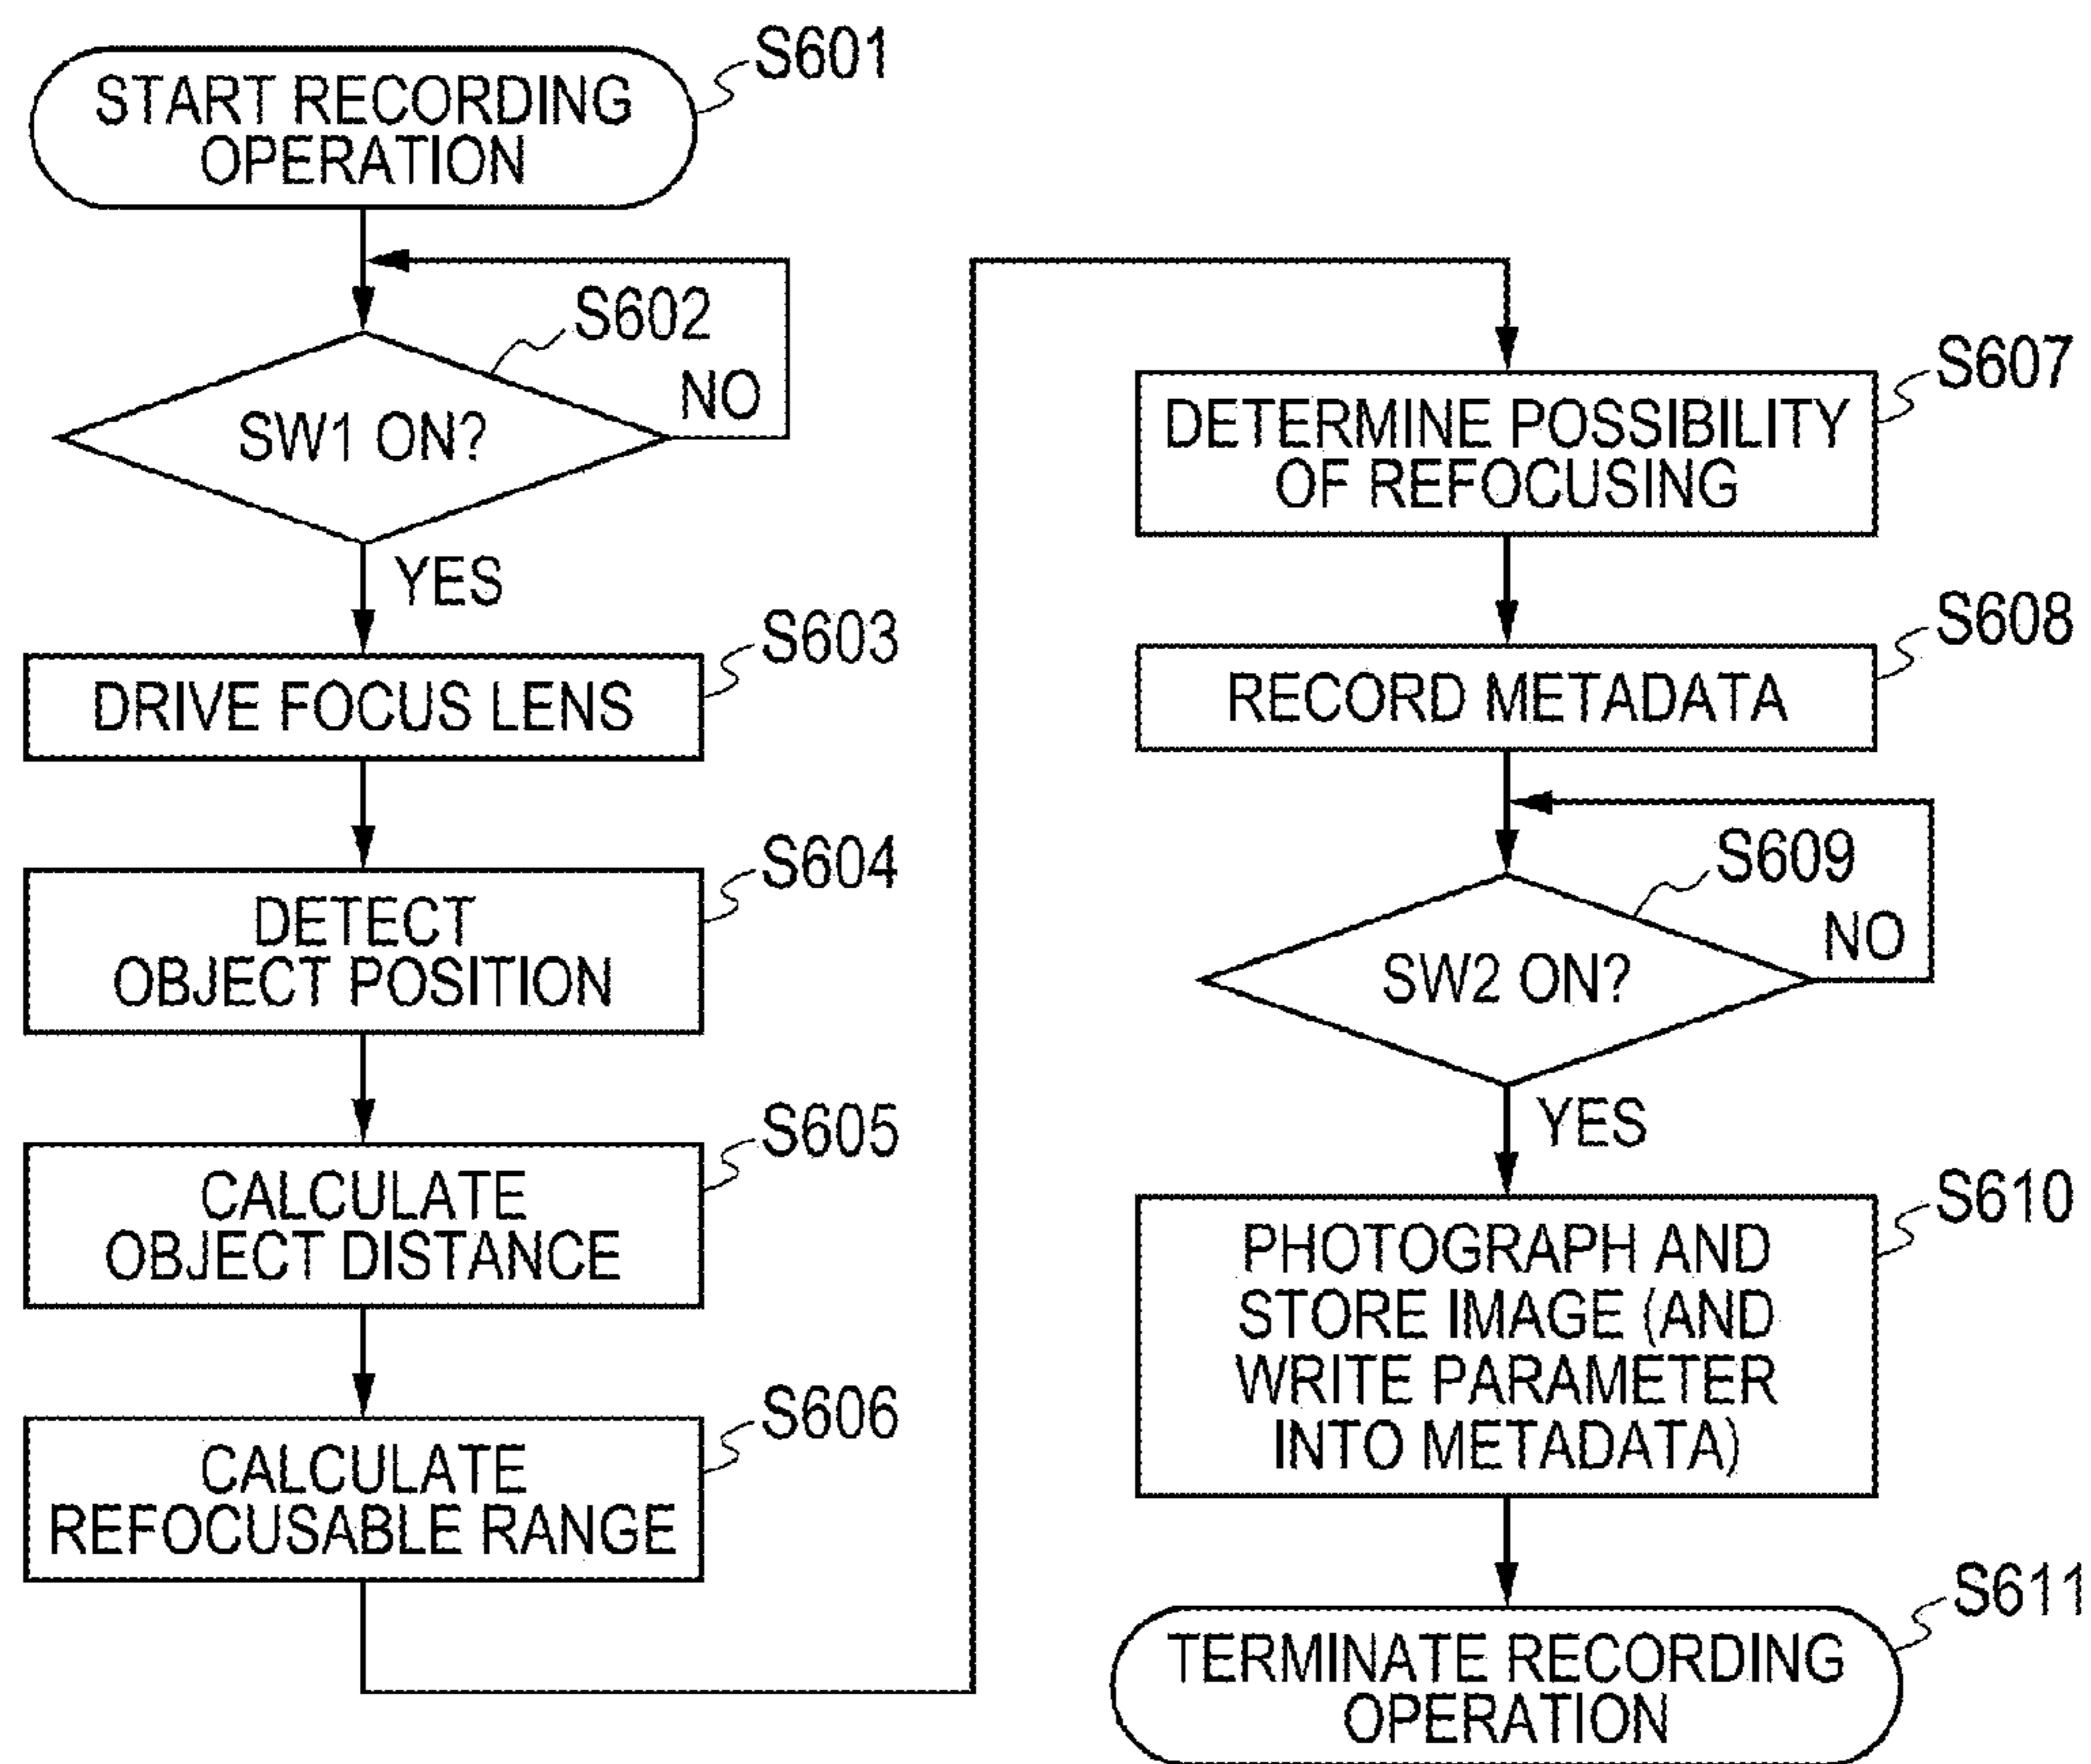 START RECORDING
OPERATION
S601
S602
SW1 ON?
NO
YES
DRIVE FOCUS LENS
S603
DETECT
OBJECT POSITION
S604
CALCULATE
OBJECT DISTANCE
S605
CALCULATE
REFOCUSABLE RANGE
S606
DETERMINE POSSIBILITY
OF REFOCUSING
S607
RECORD METADATA
S608
S609
SW2 ON?
NO
YES
PHOTOGRAPH AND
STORE IMAGE (AND
WRITE PARAMETER
INTO METADATA)
S610
TERMINATE RECORDING
OPERATION
S611